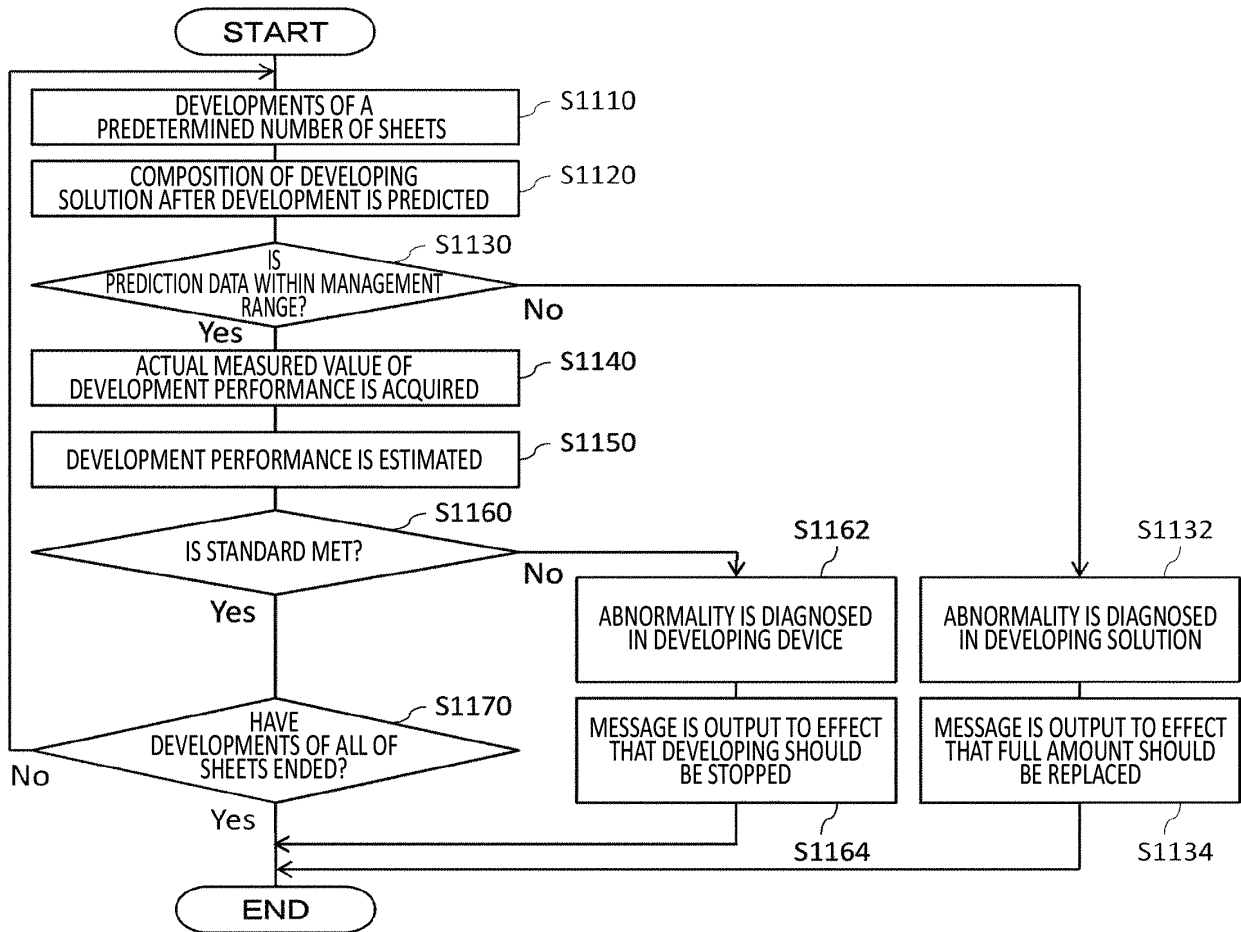 START
DEVELOPMENTS OF A
PREDETERMINED NUMBER OF SHEETS
S1110
COMPOSITION OF DEVELOPING
SOLUTION AFTER DEVELOPMENT IS PREDICTED
S1120
IS
PREDICTION DATA WITHIN MANAGEMENT
RANGE?
S1130
No
Yes
ACTUAL MEASURED VALUE OF
DEVELOPMENT PERFORMANCE IS ACQUIRED
S1140
DEVELOPMENT PERFORMANCE IS ESTIMATED
S1150
IS STANDARD MET?
S1160
No
Yes
S1162
ABNORMALITY IS DIAGNOSED
IN DEVELOPING DEVICE
S1132
ABNORMALITY IS DIAGNOSED
IN DEVELOPING SOLUTION
HAVE
DEVELOPMENTS OF ALL OF
SHEETS ENDED?
S1170
No
Yes
MESSAGE IS OUTPUT TO EFFECT
THAT DEVELOPING SHOULD
BE STOPPED
S1164
MESSAGE IS OUTPUT TO EFFECT
THAT FULL AMOUNT SHOULD
BE REPLACED
S1134
END